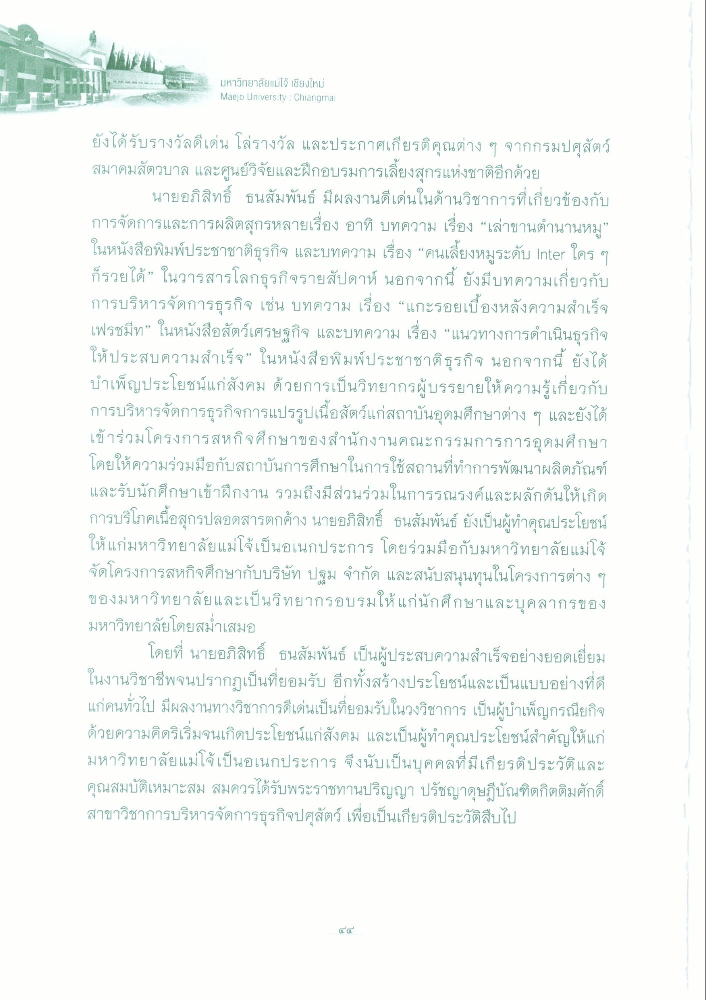 มหาวิทยาลัยแม่โจ้ เชียงใหม่
Maejo University : Chiangmai
ยังได้รับรางวัลดีเด่น โล่รางวัล และประกาศเกียรติคุณต่าง ๆ จากกรมปศุสัตว์
สมาคมสัตวบาล และศูนย์วิจัยและฝึกอบรมการเลี้ยงสุกรแห่งชาติอีกด้วย
นายอภิสิทธิ์ ธนสัมพันธ์ มีผลงานดีเด่นในด้านวิชาการที่เกี่ยวข้องกับ
การจัดการและการผลิตสุกรหลายเรื่อง อาทิ บทความ เรื่อง “เล่าขานตำนานหมู”
ในหนังสือพิมพ์ประชาชาติธุรกิจ และบทความ เรื่อง “คนเลี้ยงหมูระดับ Inter ใคร ๆ
ก็รวยได้” ในวารสารโลกธุรกิจรายสัปดาห์ นอกจากนี้ ยังมีบทความเกี่ยวกับ
การบริหารจัดการธุรกิจ เช่น บทความ เรื่อง “แกะรอยเบื้องหลังความสำเร็จ
เฟรชมีท” ในหนังสือสัตว์เศรษฐกิจ และบทความ เรื่อง “แนวทางการดำเนินธุรกิจ
ให้ประสบความสำเร็จ” ในหนังสือพิมพ์ประชาชาติธุรกิจ นอกจากนี้ ยังได้
บำเพ็ญประโยชน์แก่สังคม ด้วยการเป็นวิทยากรผู้บรรยายให้ความรู้เกี่ยวกับ
การบริหารจัดการธุรกิจการแปรรูปเนื้อสัตว์แก่สถาบันอุดมศึกษาต่าง ๆ และยังได้
เข้าร่วมโครงการสหกิจศึกษาของสำนักงานคณะกรรมการการอุดมศึกษา
โดยให้ความร่วมมือกับสถาบันการศึกษาในการใช้สถานที่ทำการพัฒนาผลิตภัณฑ์
และรับนักศึกษาเข้าฝึกงาน รวมถึงมีส่วนร่วมในการรณรงค์และผลักดันให้เกิด
การบริโภคเนื้อสุกรปลอดสารตกค้าง นายอภิสิทธิ์ ธนสัมพันธ์ ยังเป็นผู้ทำคุณประโยชน์
ให้แก่มหาวิทยาลัยแม่โจ้เป็นอเนกประการ โดยร่วมมือกับมหาวิทยาลัยแม่โจ้
จัดโครงการสหกิจศึกษากับบริษัท ปฐม จำกัด และสนับสนุนทุนในโครงการต่าง ๆ
ของมหาวิทยาลัยและเป็นวิทยากรอบรมให้แก่นักศึกษาและบุคลากรของ
มหาวิทยาลัยโดยสม่ำเสมอ
โดยที่ นายอภิสิทธิ์ ธนสัมพันธ์ เป็นผู้ประสบความสำเร็จอย่างยอดเยี่ยม
ในงานวิชาชีพจนปรากฏเป็นที่ยอมรับ อีกทั้งสร้างประโยชน์และเป็นแบบอย่างที่ดี
แก่คนทั่วไป มีผลงานทางวิชาการดีเด่นเป็นที่ยอมรับในวงวิชาการ เป็นผู้บำเพ็ญกรณียกิจ
ด้วยความคิดริเริ่มจนเกิดประโยชน์แก่สังคม และเป็นผู้ทำคุณประโยชน์สำคัญให้แก่
มหาวิทยาลัยแม่โจ้เป็นอเนกประการ จึงนับเป็นบุคคลที่มีเกียรติประวัติและ
คุณสมบัติเหมาะสม สมควรได้รับพระราชทานปริญญา ปรัชญาดุษฎีบัณฑิตกิตติมศักดิ์
สาขาวิชาการบริหารจัดการธุรกิจปศุสัตว์ เพื่อเป็นเกียรติประวัติสืบไป
๔๔